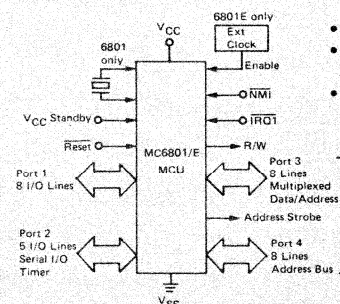 6801E only
VCC
Ext
Clock
6801
only
Enable
NMI
VCC Standby
IRQ1
Reset
R/W
MC6801/E
MCU
Port 1
8 I/O Lines
Port 3
8 Lines
Multiplexed
Data/Address
Address Strobe
Port 2
5 I/O Lines
Serial I/O
Timer
Port 4
8 Lines
Address Bus
VSS